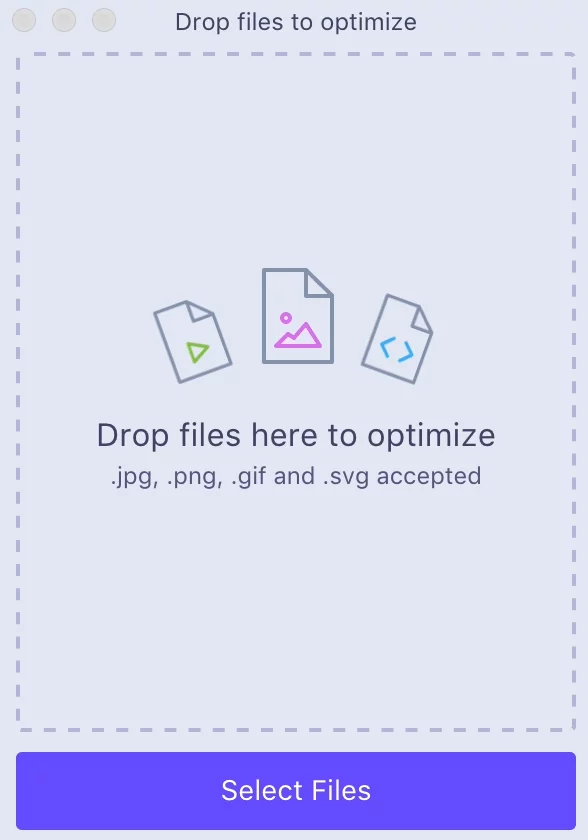 Drop files to optimize
Drop files here to optimize
.jpg, .png, .gif and .svg accepted
Select Files